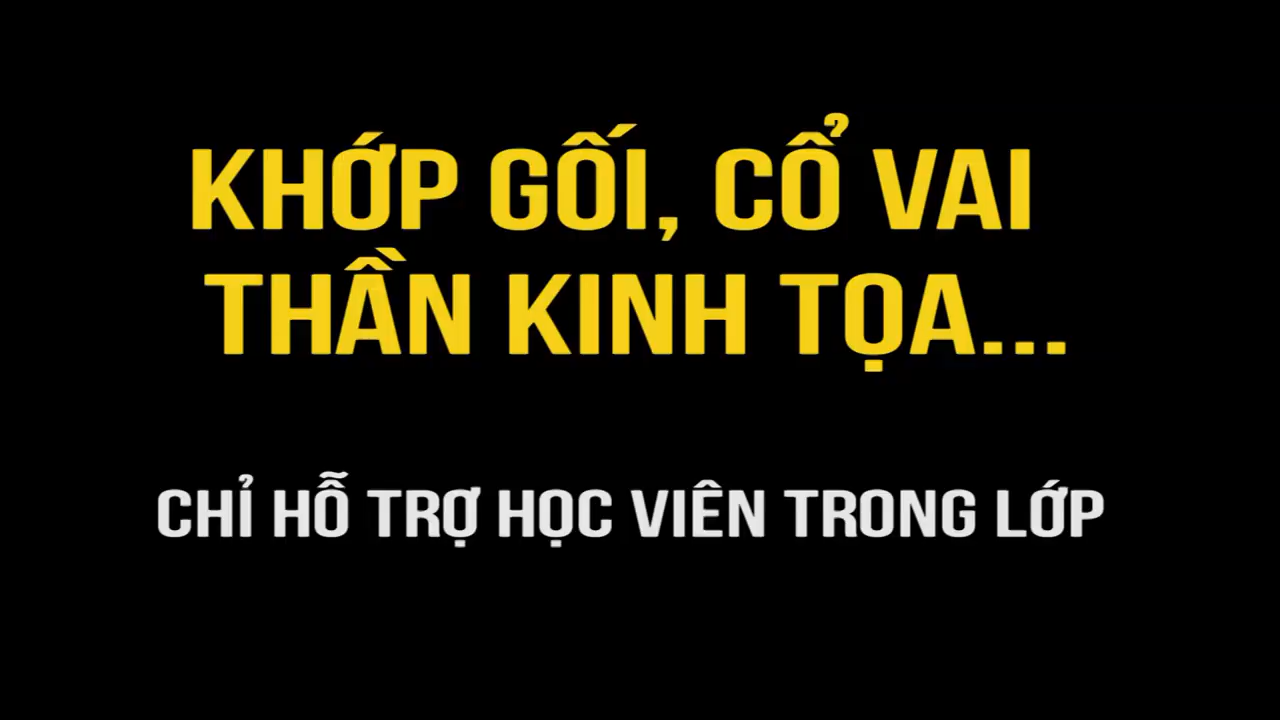 KHỚP GỐI, CỔ VAI
THẦN KINH TỌA...
CHỈ HỖ TRỢ HỌC VIÊN TRONG LỚP